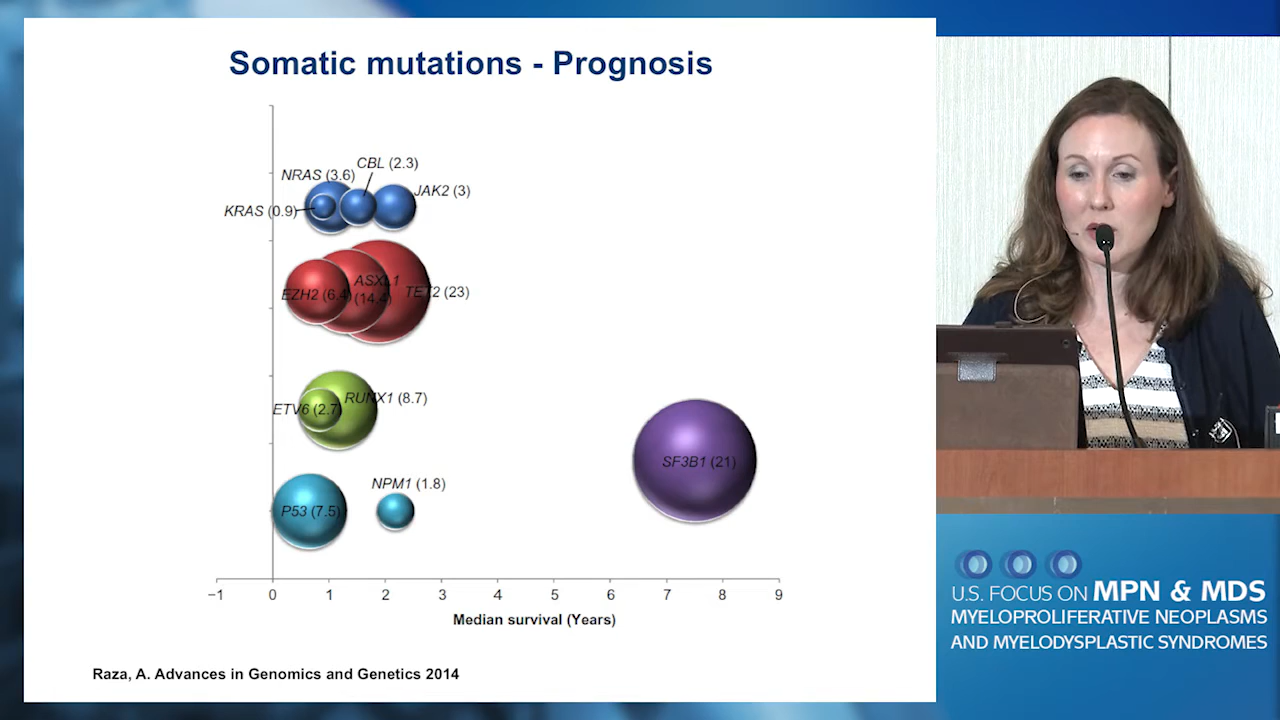 Somatic mutations - Prognosis
CBL (2.3)
NRAS (3.6)
JAK2 (3)
KRAS (0.9)
ASXL1
(14.4)
EZH2 (6.4)
TET2 (23)
RUNX1 (8.7)
ETV6 (2.7)
SF3B1 (21)
NPM1 (1.8)
P53 (7.5)
−1 0 1 2 3 4 5 6 7 8 9
Median survival (Years)
Raza, A. Advances in Genomics and Genetics 2014
U.S. FOCUS ON MPN & MDS
MYELOPROLIFERATIVE NEOPLASMS
AND MYELODYSPLASTIC SYNDROMES